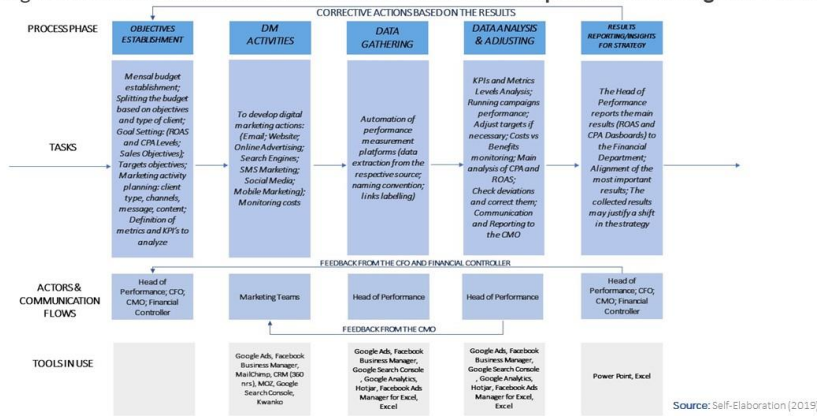 CORRECTIVE ACTIONS BASED ON THE RESULTS
PROCESS PHASE
OBJECTIVES
ESTABLISHMENT
DM
ACTIVITIES
DATA
GATHERING
DATA ANALYSIS
& ADJUSTING
RESULTS
REPORTING/INSIGHTS
FOR STRATEGY
TASKS
Mensal budget
establishment;
Splitting the budget
based on objectives
and type of client;
Goal Setting: (ROAS
and CPA Levels;
Sales Objectives);
Targets objectives;
Marketing activity
planning: client
type, channels,
message, content;
Definition of
metrics and KPI's to
analyze
To develop digital
marketing actions:
(Email; Website;
Online Advertising;
Search Engines;
SMS Marketing;
Social Media;
Mobile Marketing);
Monitoring costs
Automation of
performance
measurement
platforms (data
extraction from the
respective source;
naming convention;
links labelling)
KPIs and Metrics
Levels Analysis;
Running campaigns
performance;
Adjust targets if
necessary; Costs vs
Benefits
monitoring; Main
analysis of CPA and
ROAS;
Check deviations
and correct them;
Communication
and Reporting to
the CMO
The Head of
Performance
reports the main
results (ROAS and
CPA Dasboards) to
the Financial
Department;
Alignment of the
most important
results; The
collected results
may justify a shift
in the strategy
FEEDBACK FROM THE CFO AND FINANCIAL CONTROLLER
ACTORS &
COMMUNICATION
FLOWS
Head of
Performance; CFO;
CMO; Financial
Controller
Marketing Teams
Head of Performance
Head of Performance
Head of
Performance; CFO;
CMO; Financial
Controller
FEEDBACK FROM THE CMO
TOOLS IN USE
Google Ads, Facebook
Business Manager,
MailChimp, CRM (360
nrs), MOZ, Google
Search Console,
Kwanko
Google Ads, Facebook
Business Manager,
Google Search Console
, Google Analytics,
Hotjar, Facebook Ads
Manager for Excel,
Excel
Google Ads, Facebook
Business Manager,
Google Search Console
, Google Analytics,
Hotjar, Facebook Ads
Manager for Excel,
Excel
Power Point, Excel
Source: Self-Elaboration (2019)